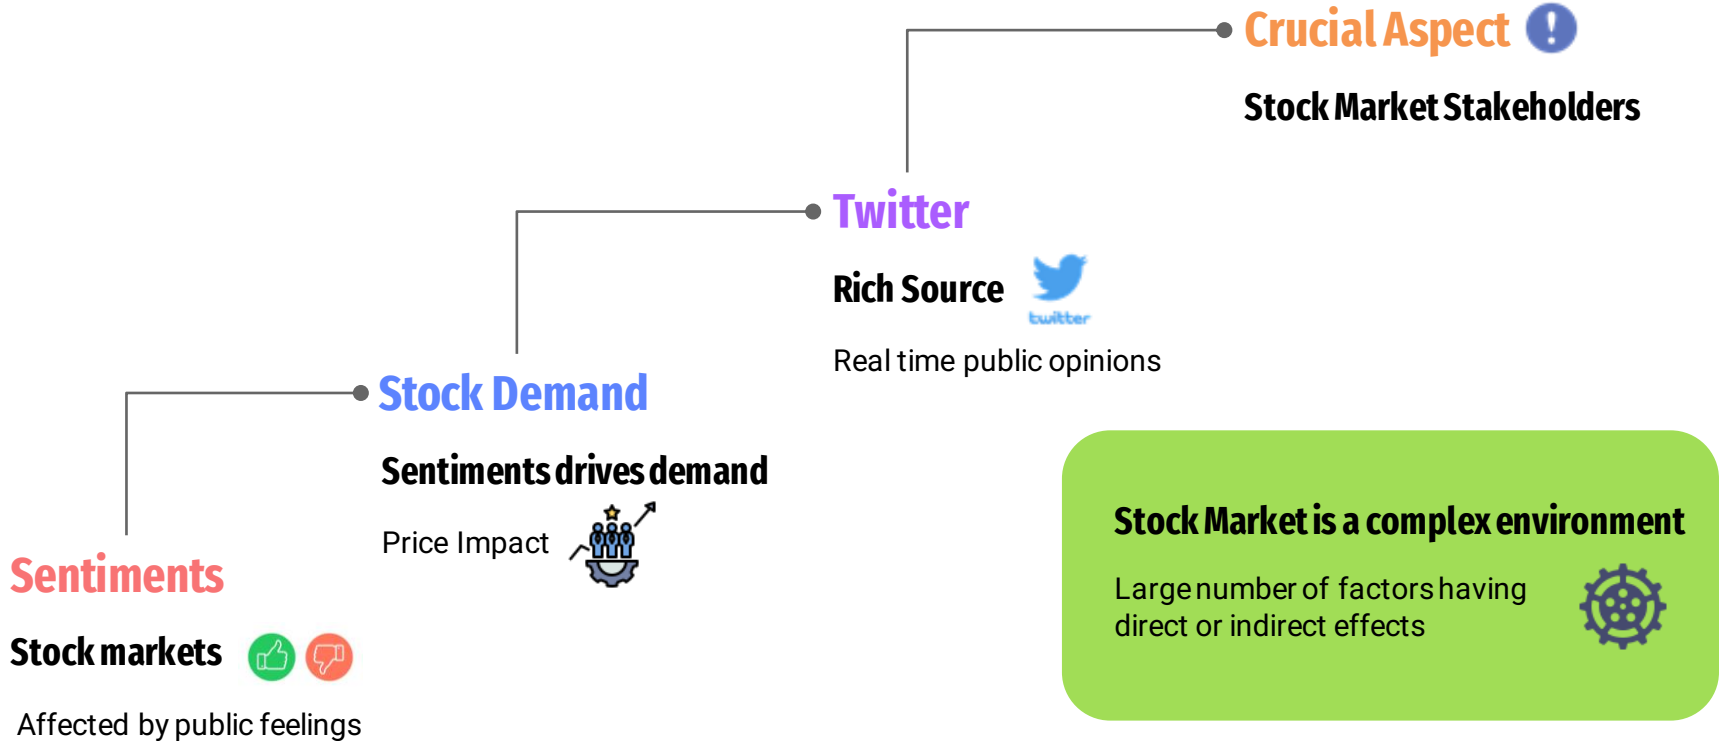 Crucial Aspect
Stock Market Stakeholders
Twitter
Rich Source
twitter
Real time public opinions
Stock Demand
Sentiments drives demand
Price Impact
Sentiments
Stock markets
Affected by public feelings
Stock Market is a complex environment
Large number of factors having
direct or indirect effects